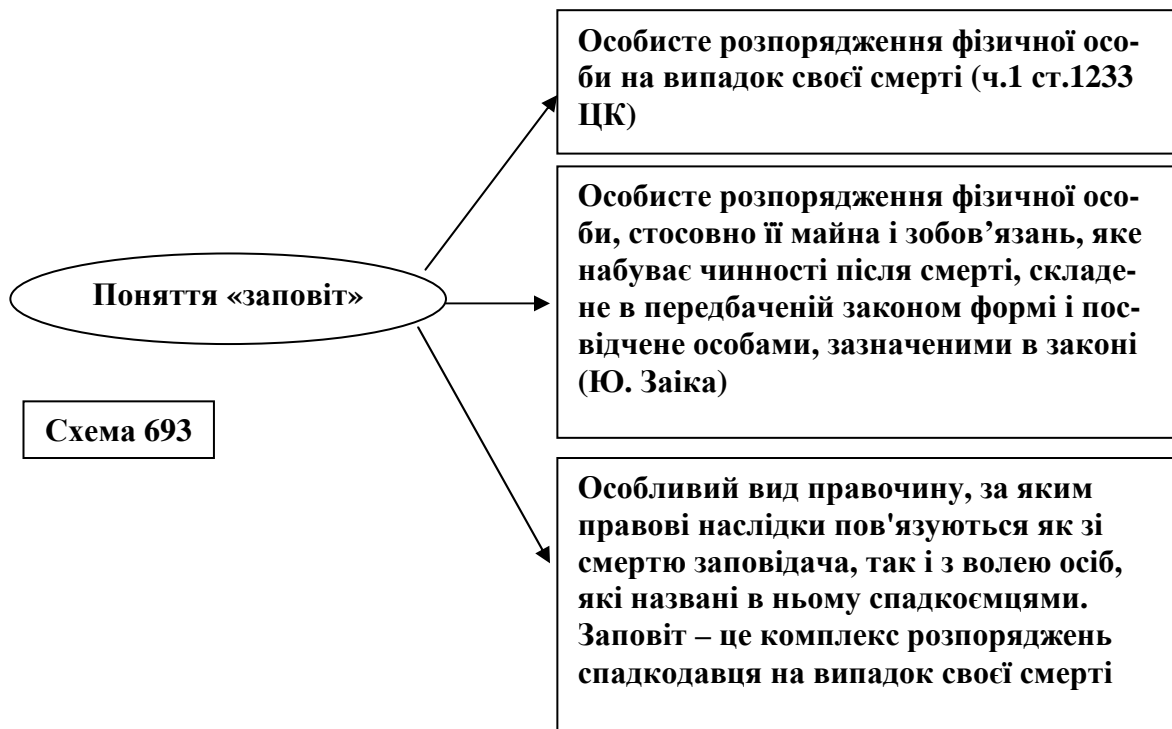 Особисте розпорядження фізичної осо-
би на випадок своєї смерті (ч.1 ст.1233
ЦК)
Особисте розпорядження фізичної осо-
би, стосовно її майна і зобов’язань, яке
набуває чинності після смерті, складе-
не в передбаченій законом формі і пос-
відчене особами, зазначеними в законі
(Ю. Заіка)
Поняття «заповіт»
Схема 693
Особливий вид правочину, за яким
правові наслідки пов'язуються як зі
смертю заповідача, так і з волею осіб,
які названі в ньому спадкоємцями.
Заповіт – це комплекс розпоряджень
спадкодавця на випадок своєї смерті